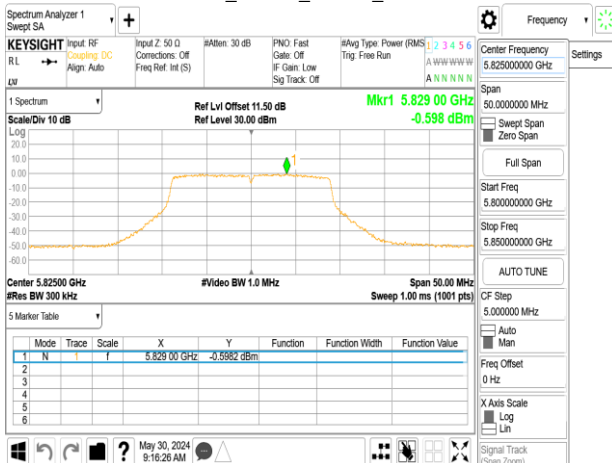 Spectrum Analyzer 1
Swept SA
+
Frequency
KEYSIGHT
RL
Input: RF
Coupling: DC
Align: Auto
Input Z: 50 Ω
Corrections: Off
Freq Ref: Int (S)
#Atten: 30 dB
PNO: Fast
Gate: Off
IF Gain: Low
Sig Track: Off
#Avg Type: Power (RMS
Trig: Free Run
1 2 3 4 5 6
A W W W W W
A N N N N N
Center Frequency
5.825000000 GHz
Settings
Span
50.0000000 MHz
Swept Span
Zero Span
Full Span
Start Freq
5.800000000 GHz
Stop Freq
5.850000000 GHz
AUTO TUNE
CF Step
5.000000 MHz
Auto
Man
Freq Offset
0 Hz
X Axis Scale
Log
Lin
Signal Track
(Span Zoom)
1 Spectrum
Scale/Div 10 dB
Ref Lvl Offset 11.50 dB
Ref Level 30.00 dBm
Mkr1 5.829 00 GHz
-0.598 dBm
Log
20.0
10.0
0.00
-10.0
-20.0
-30.0
-40.0
-50.0
-60.0
1
Center 5.82500 GHz
#Res BW 300 kHz
#Video BW 1.0 MHz
Span 50.00 MHz
Sweep 1.00 ms (1001 pts)
5 Marker Table
Mode Trace Scale X Y Function Function Width Function Value
1 N 1 f 5.829 00 GHz -0.5982 dBm
2
3
4
5
6
?
May 30, 2024
9:16:26 AM